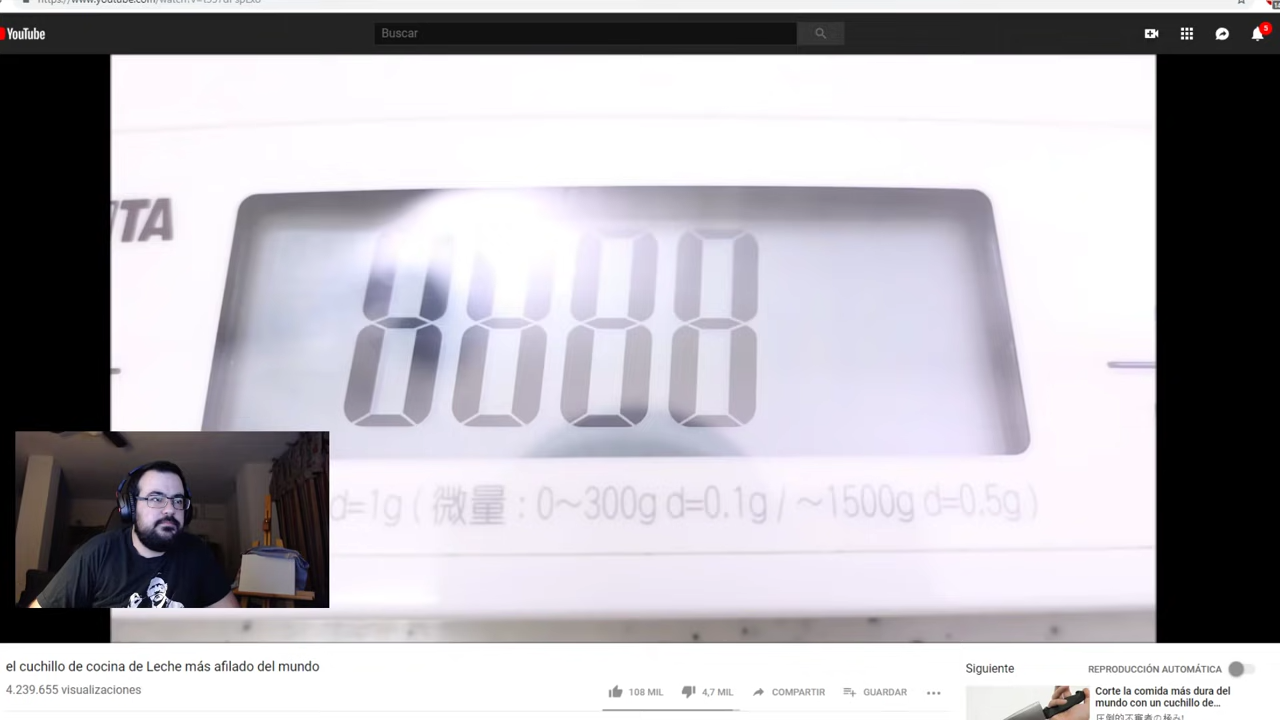 YouTube
Buscar
5
TA
8888
d=1g ( 微量 : 0~300g d=0.1g / ~1500g d=0.5g )
el cuchillo de cocina de Leche más afilado del mundo
4.239.655 visualizaciones
108 MIL
4,7 MIL
COMPARTIR
GUARDAR
Siguiente
REPRODUCCIÓN AUTOMÁTICA
Corte la comida más dura del
mundo con un cuchillo de...